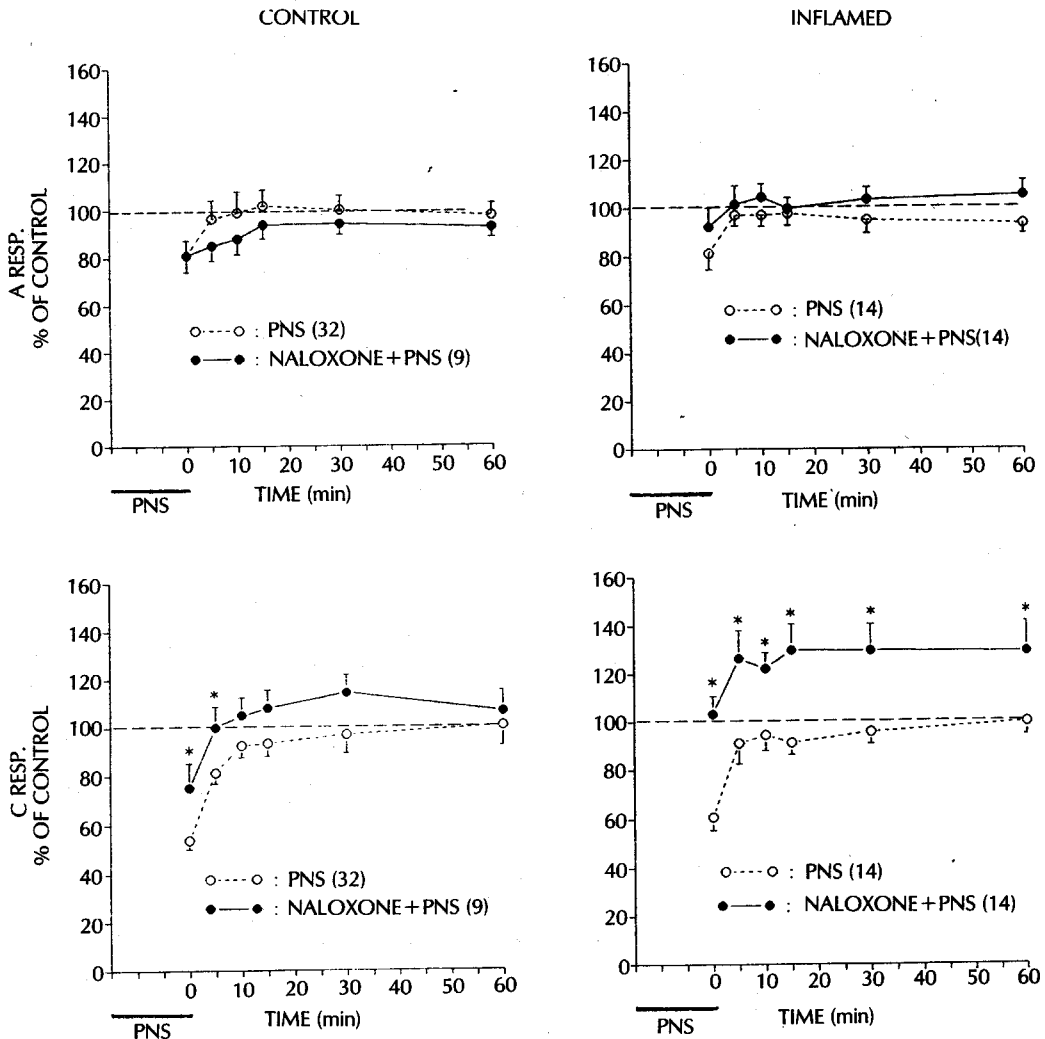 CONTROL
160
140
120
100
80
60
40
20
0
A RESP.
% OF CONTROL
PNS (32)
NALOXONE+PNS (9)
0 10 20 30 40 50 60
TIME (min)
PNS
INFLAMED
160
140
120
100
80
60
40
20
0
: PNS (14)
: NALOXONE+PNS(14)
0 10 20 30 40 50 60
TIME (min)
PNS
160
140
120
100
80
60
40
20
0
C RESP.
% OF CONTROL
* *
: PNS (32)
: NALOXONE+PNS (9)
0 10 20 30 40 50 60
TIME (min)
PNS
160
140
120
100
80
60
40
20
0
* * * * * *
: PNS (14)
: NALOXONE+PNS (14)
0 10 20 30 40 50 60
TIME (min)
PNS